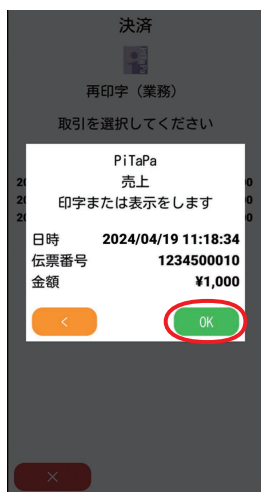 決済
再印字（業務）
取引を選択してください
PiTaPa
売上
印字または表示をします
日時 2024/04/19 11:18:34
伝票番号 1234500010
金額 ¥1,000
< OK
×